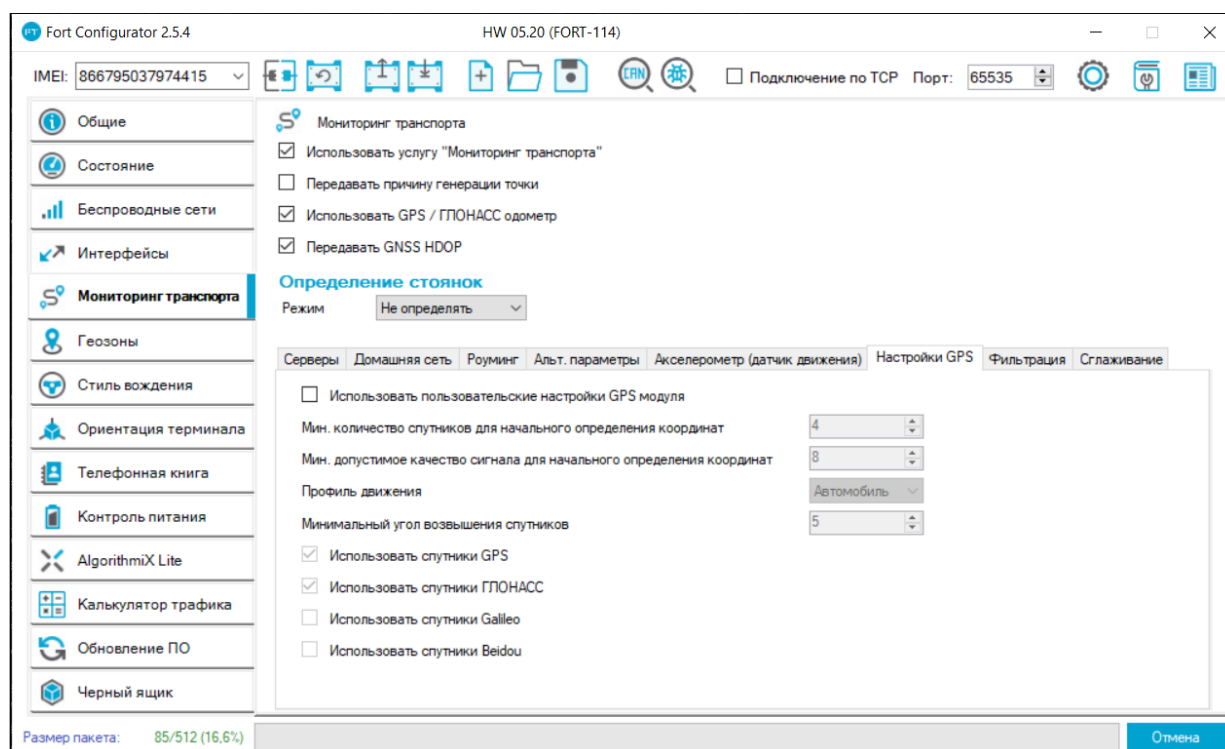 FT Fort Configurator 2.5.4 HW 05.20 (FORT-114)
IMEI: 866795037974415 CAN Подключение по TCP Порт: 65535
Общие
Состояние
Беспроводные сети
Интерфейсы
Мониторинг транспорта
Геозоны
Стиль вождения
Ориентация терминала
Телефонная книга
Контроль питания
AlgorithmiX Lite
Калькулятор трафика
Обновление ПО
Черный ящик
Мониторинг транспорта
Использовать услугу "Мониторинг транспорта"
Передавать причину генерации точки
Использовать GPS / ГЛОНАСС одометр
Передавать GNSS HDOP
Определение стоянок
Режим Не определять
Серверы Домашняя сеть Роуминг Альт. параметры Акселерометр (датчик движения) Настройки GPS Фильтрация Сглаживание
Использовать пользовательские настройки GPS модуля
Мин. количество спутников для начального определения координат 4
Мин. допустимое качество сигнала для начального определения координат 8
Профиль движения Автомобиль
Минимальный угол возвышения спутников 5
Использовать спутники GPS
Использовать спутники ГЛОНАСС
Использовать спутники Galileo
Использовать спутники Beidou
Размер пакета: 85/512 (16,6%) Отмена